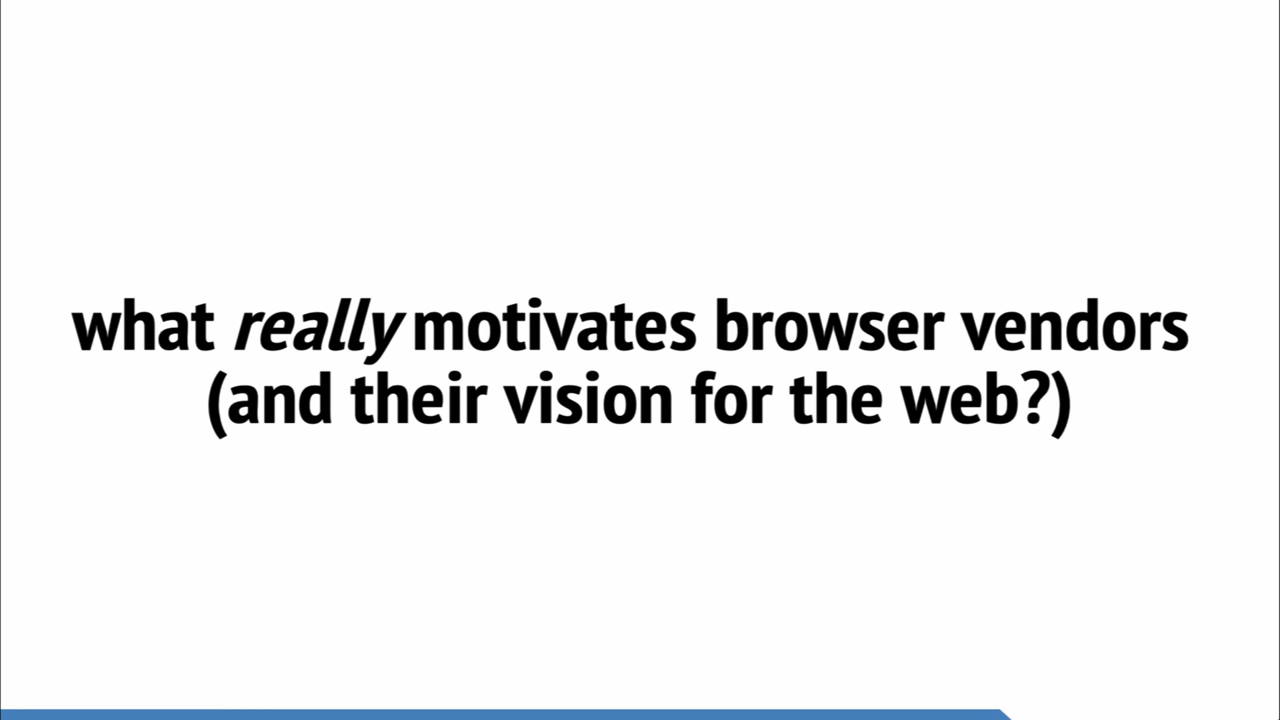 what really motivates browser vendors
(and their vision for the web?)